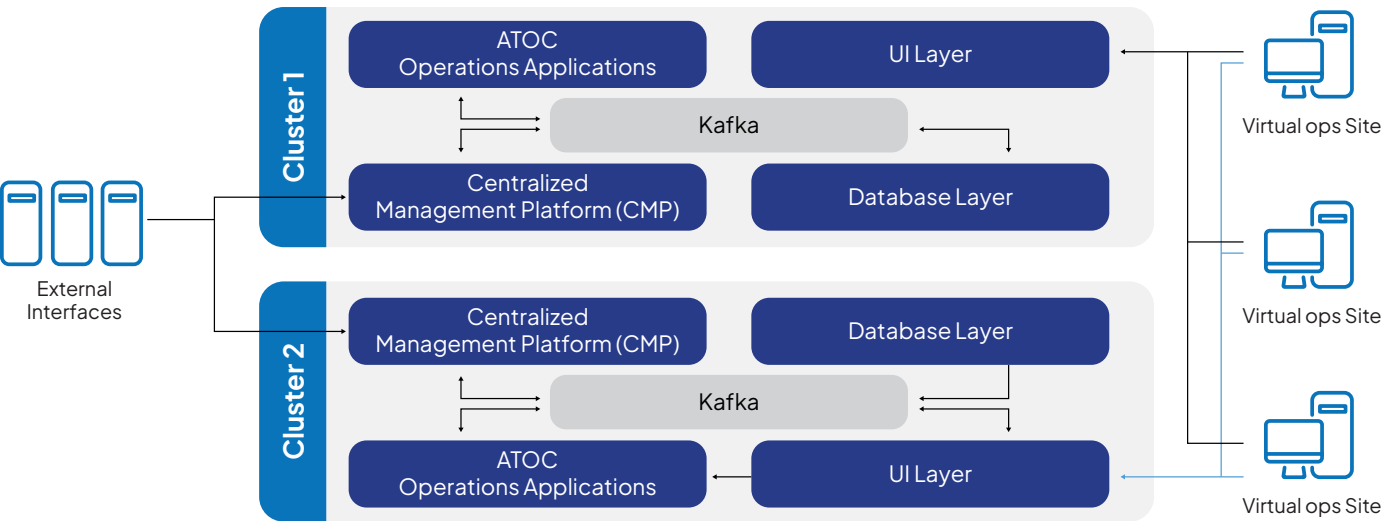 Cluster 1
ATOC
Operations Applications
UI Layer
Kafka
Centralized
Management Platform (CMP)
Database Layer
External
Interfaces
Cluster 2
Centralized
Management Platform (CMP)
Database Layer
Kafka
ATOC
Operations Applications
UI Layer
Virtual ops Site
Virtual ops Site
Virtual ops Site